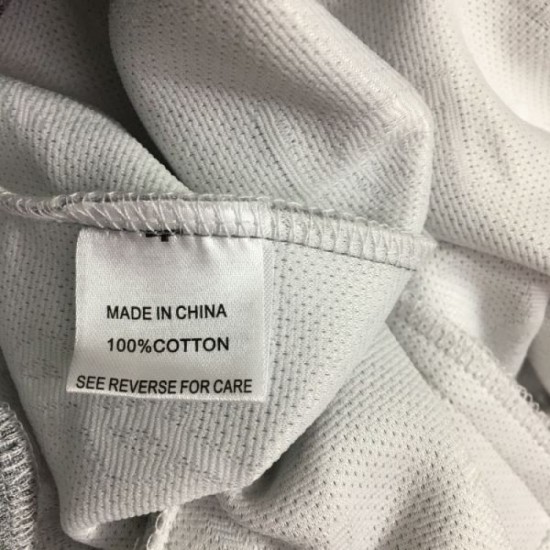 MADE IN CHINA
100%COTTON
SEE REVERSE FOR CARE